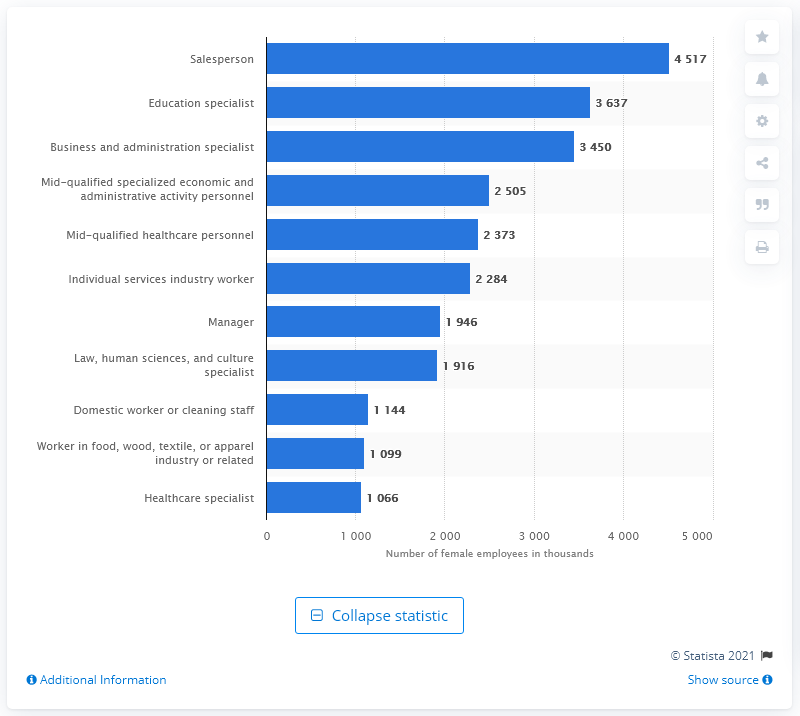 Salesperson 4 517
Education specialist 3 637
Business and administration specialist 3 450
Mid-qualified specialized economic and
administrative activity personnel 2 505
Mid-qualified healthcare personnel 2 373
Individual services industry worker 2 284
Manager 1 946
Law, human sciences, and culture
specialist 1 916
Domestic worker or cleaning staff 1 144
Worker in food, wood, textile, or apparel
industry or related 1 099
Healthcare specialist 1 066
0 1 000 2 000 3 000 4 000 5 000
Number of female employees in thousands
Collapse statistic
© Statista 2021
Additional Information Show source